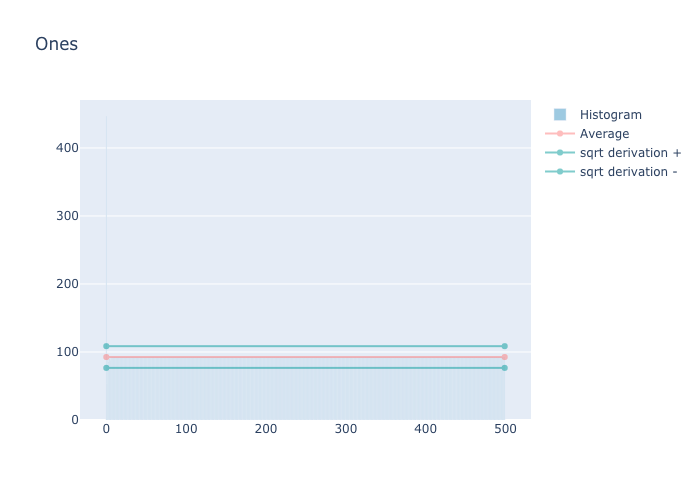 Ones
Histogram
Average
sqrt derivation +
sqrt derivation -
400
300
200
100
0
0 100 200 300 400 500